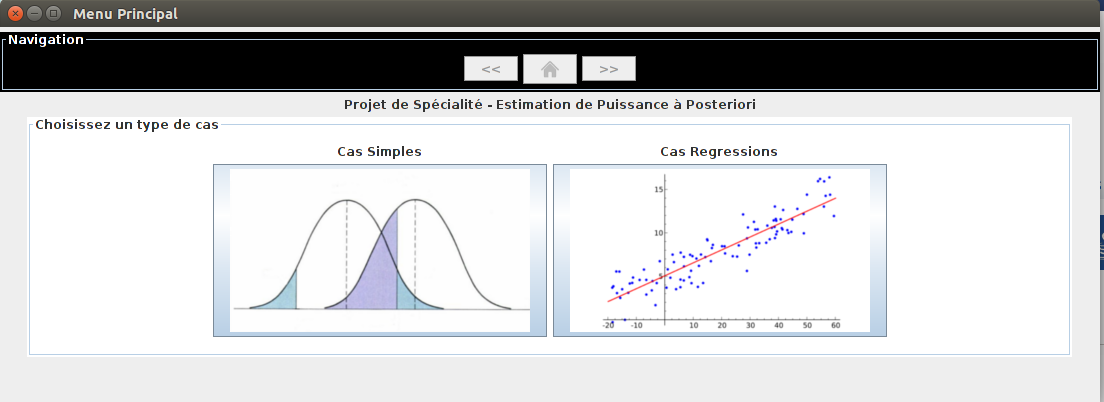 Menu Principal
Navigation
<< >>
Projet de Spécialité - Estimation de Puissance à Posteriori
Choisissez un type de cas
Cas Simples
Cas Regressions
15
10
5
-20 -10 0 10 20 30 40 50 60